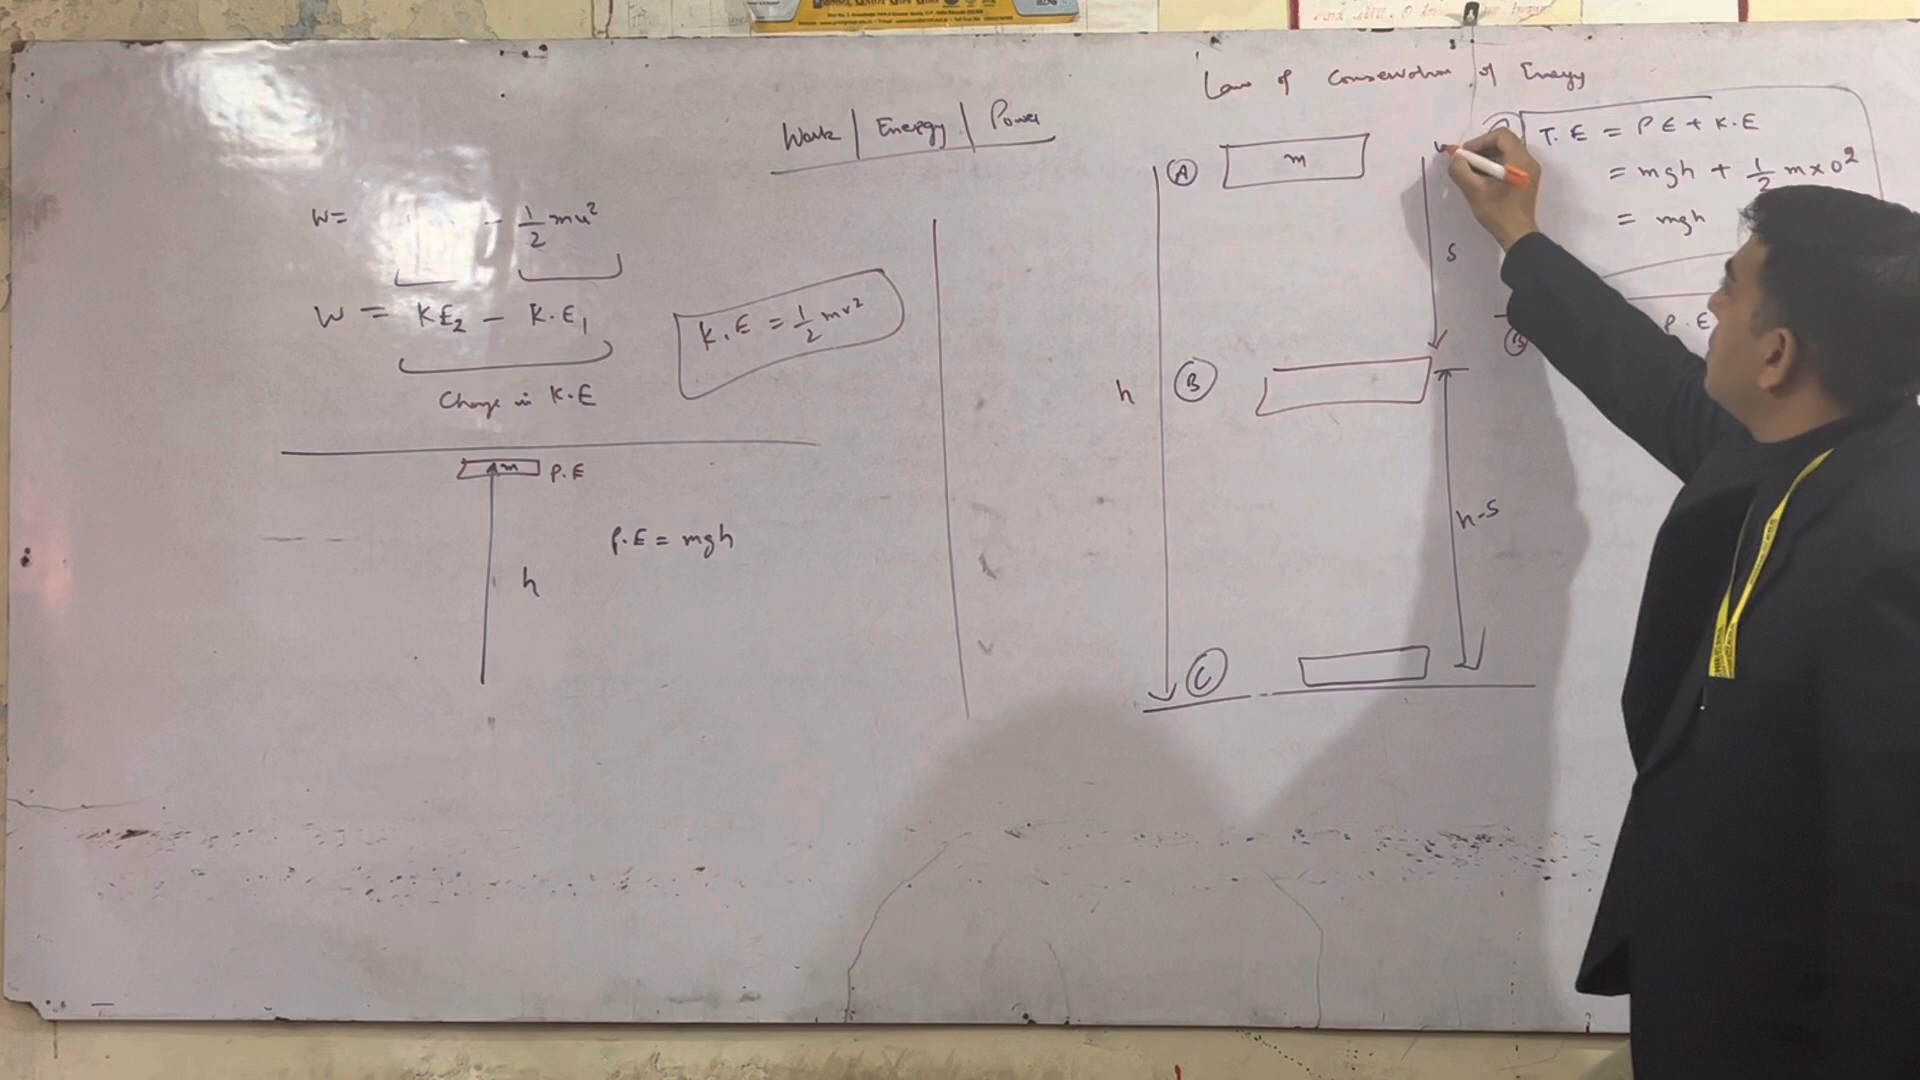 Work | Energy | Power
W= - 1/2 mu²
W = KE₂ - K.E₁
Change in K.E
K.E = 1/2 mv²
m P.E
P.E = mgh
h
Law of Conservation of Energy
A m
T.E = PE + K.E
= mgh + 1/2 m×0²
= mgh
S
B
P.E
B
h
h-S
C